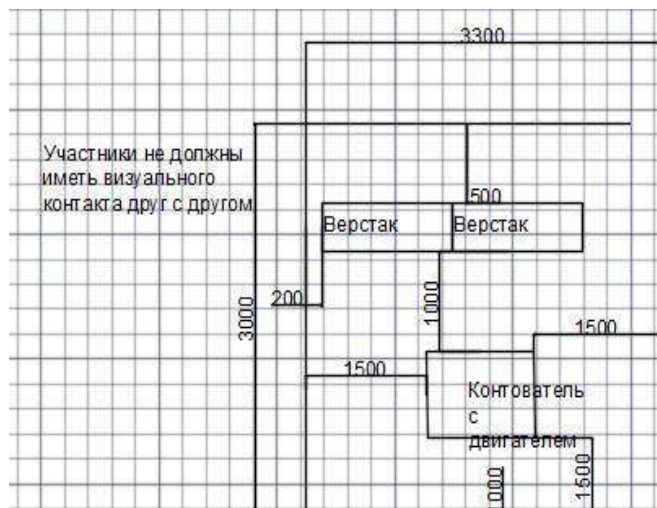 3300
Участники не должны
иметь визуального
контакта друг с другом
500
Верстак Верстак
200
3000
1000
1500
1500
Контователь
с
двигателем
000
1500